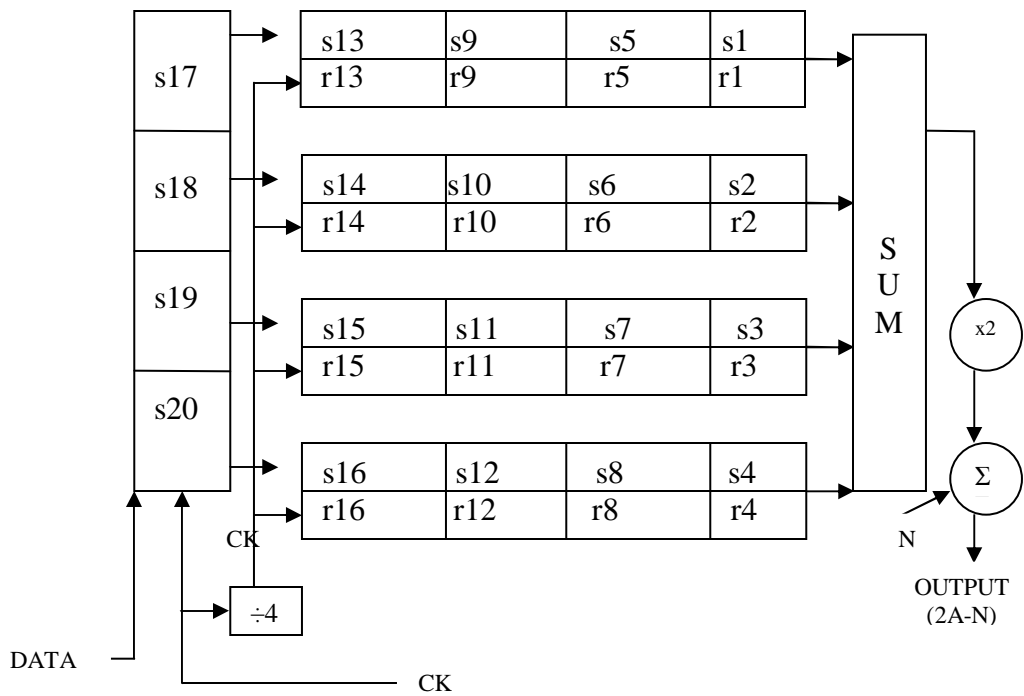 s17
s18
s19
s20
s13 s9 s5 s1
r13 r9 r5 r1
s14 s10 s6 s2
r14 r10 r6 r2
s15 s11 s7 s3
r15 r11 r7 r3
s16 s12 s8 s4
r16 r12 r8 r4
S
U
M
x2
Σ
N
OUTPUT
(2A-N)
CK
÷4
DATA
CK